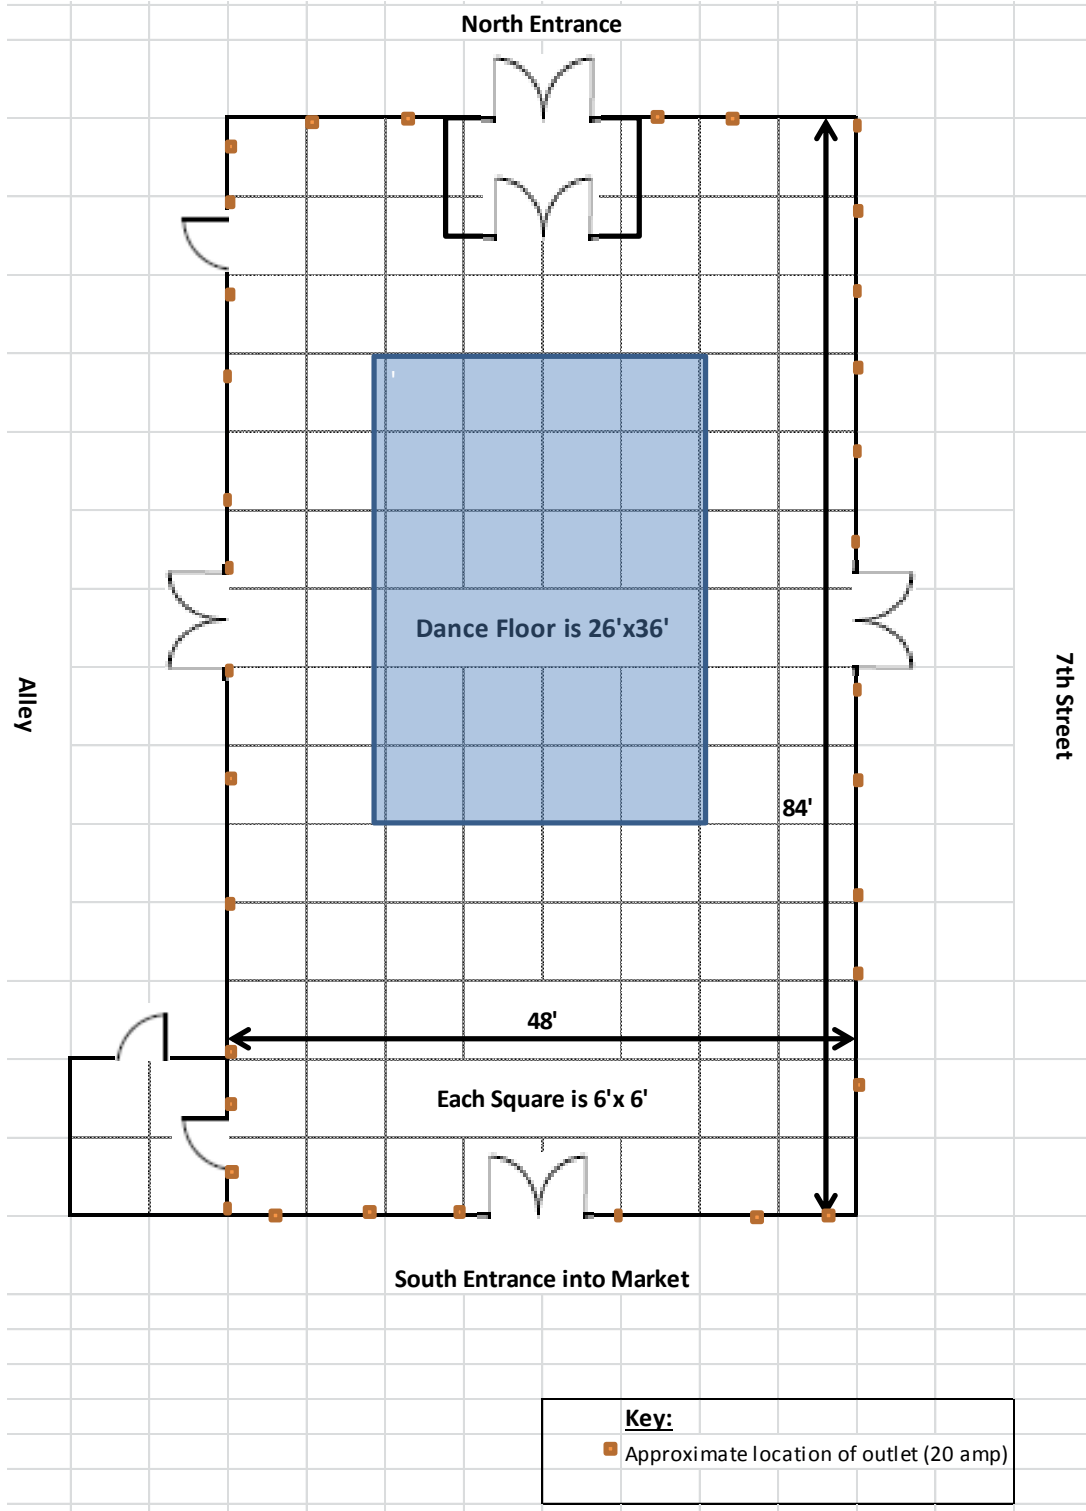 North Entrance
Dance Floor is 26'x36'
Alley
7th Street
84'
48'
Each Square is 6'x 6'
South Entrance into Market
Key:
Approximate location of outlet (20 amp)